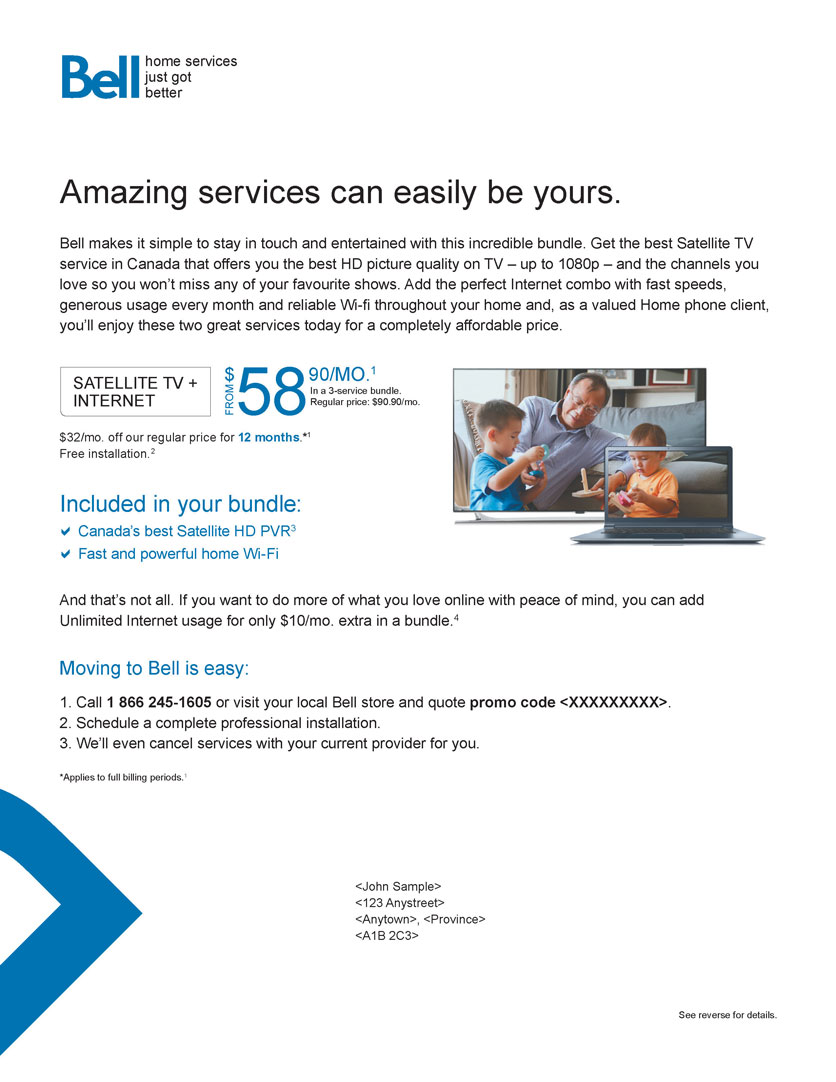 Bell
home services
just got
better
Amazing services can easily be yours.
Bell makes it simple to stay in touch and entertained with this incredible bundle. Get the best Satellite TV
service in Canada that offers you the best HD picture quality on TV – up to 1080p – and the channels you
love so you won’t miss any of your favourite shows. Add the perfect Internet combo with fast speeds,
generous usage every month and reliable Wi-fi throughout your home and, as a valued Home phone client,
you’ll enjoy these two great services today for a completely affordable price.
SATELLITE TV +
INTERNET
FROM
$58
90/MO.¹
In a 3-service bundle.
Regular price: $90.90/mo.
$32/mo. off our regular price for 12 months.*¹
Free installation.²
Included in your bundle:
Canada’s best Satellite HD PVR³
Fast and powerful home Wi-Fi
And that’s not all. If you want to do more of what you love online with peace of mind, you can add
Unlimited Internet usage for only $10/mo. extra in a bundle.⁴
Moving to Bell is easy:
1. Call 1 866 245-1605 or visit your local Bell store and quote promo code <XXXXXXXXX>.
2. Schedule a complete professional installation.
3. We’ll even cancel services with your current provider for you.
*Applies to full billing periods.¹
<John Sample>
<123 Anystreet>
<Anytown>, <Province>
<A1B 2C3>
See reverse for details.